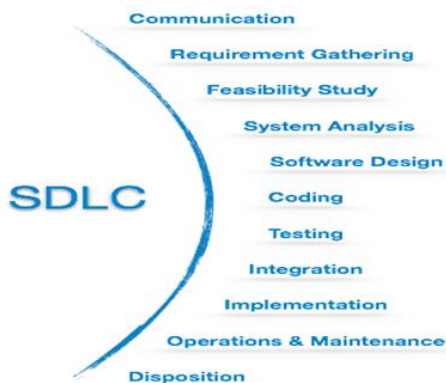 Communication
Requirement Gathering
Feasibility Study
System Analysis
Software Design
SDLC
Coding
Testing
Integration
Implementation
Operations & Maintenance
Disposition